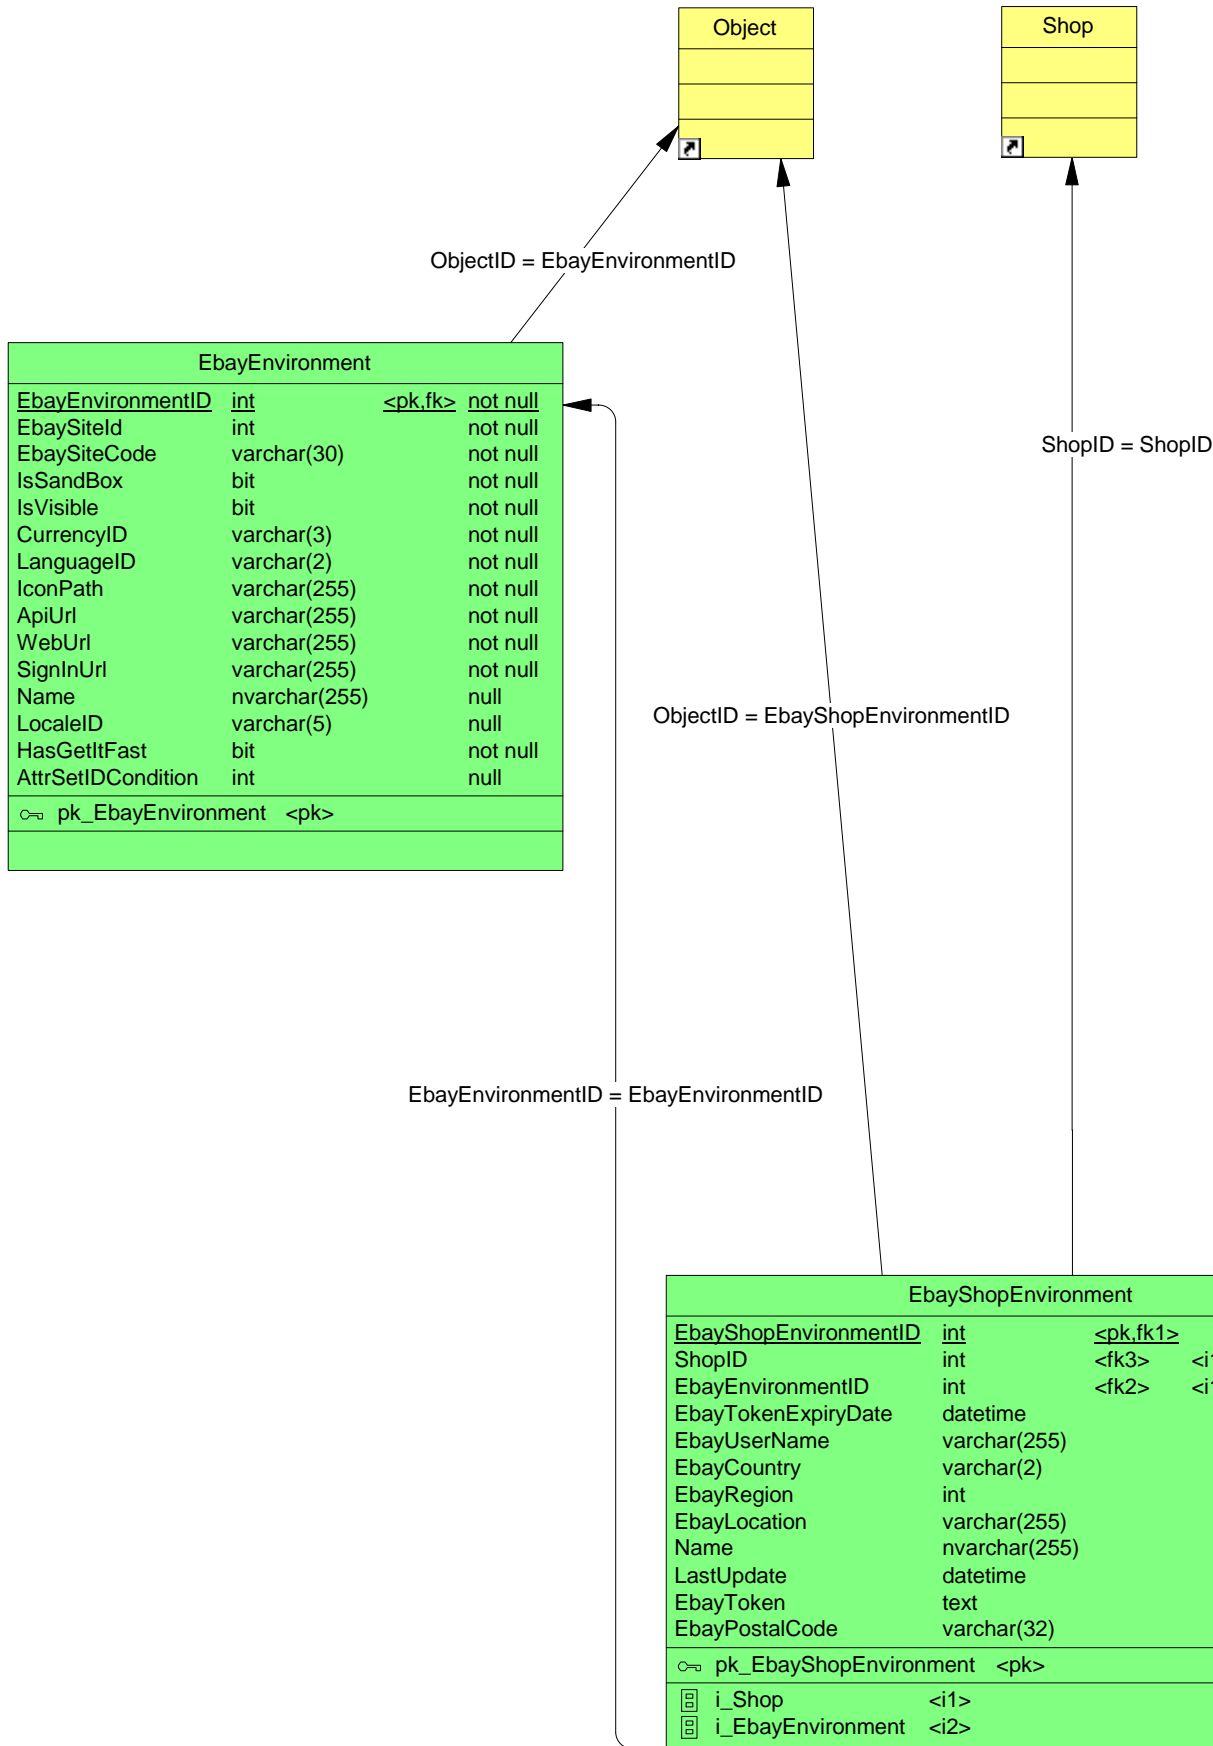 Object
Shop
ObjectID = EbayEnvironmentID
EbayEnvironment
EbayEnvironmentID int <pk,fk> not null
EbaySiteId int not null
EbaySiteCode varchar(30) not null
IsSandBox bit not null
IsVisible bit not null
CurrencyID varchar(3) not null
LanguageID varchar(2) not null
IconPath varchar(255) not null
ApiUrl varchar(255) not null
WebUrl varchar(255) not null
SignInUrl varchar(255) not null
Name nvarchar(255) null
LocaleID varchar(5) null
HasGetItFast bit not null
AttrSetIDCondition int null
pk_EbayEnvironment <pk>
ShopID = ShopID
ObjectID = EbayShopEnvironmentID
EbayEnvironmentID = EbayEnvironmentID
EbayShopEnvironment
EbayShopEnvironmentID int <pk,fk1>
ShopID int <fk3>
EbayEnvironmentID int <fk2>
EbayTokenExpiryDate datetime
EbayUserName varchar(255)
EbayCountry varchar(2)
EbayRegion int
EbayLocation varchar(255)
Name nvarchar(255)
LastUpdate datetime
EbayToken text
EbayPostalCode varchar(32)
pk_EbayShopEnvironment <pk>
i_Shop <i1>
i_EbayEnvironment <i2>